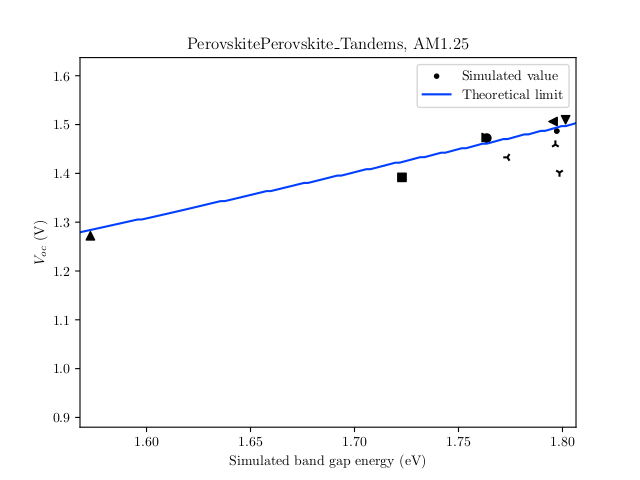 PerovskitePerovskite_Tandems, AM1.25
Simulated value
Theoretical limit
1.6
1.5
1.4
1.3
1.2
1.1
1.0
0.9
V_oc (V)
1.60 1.65 1.70 1.75 1.80
Simulated band gap energy (eV)